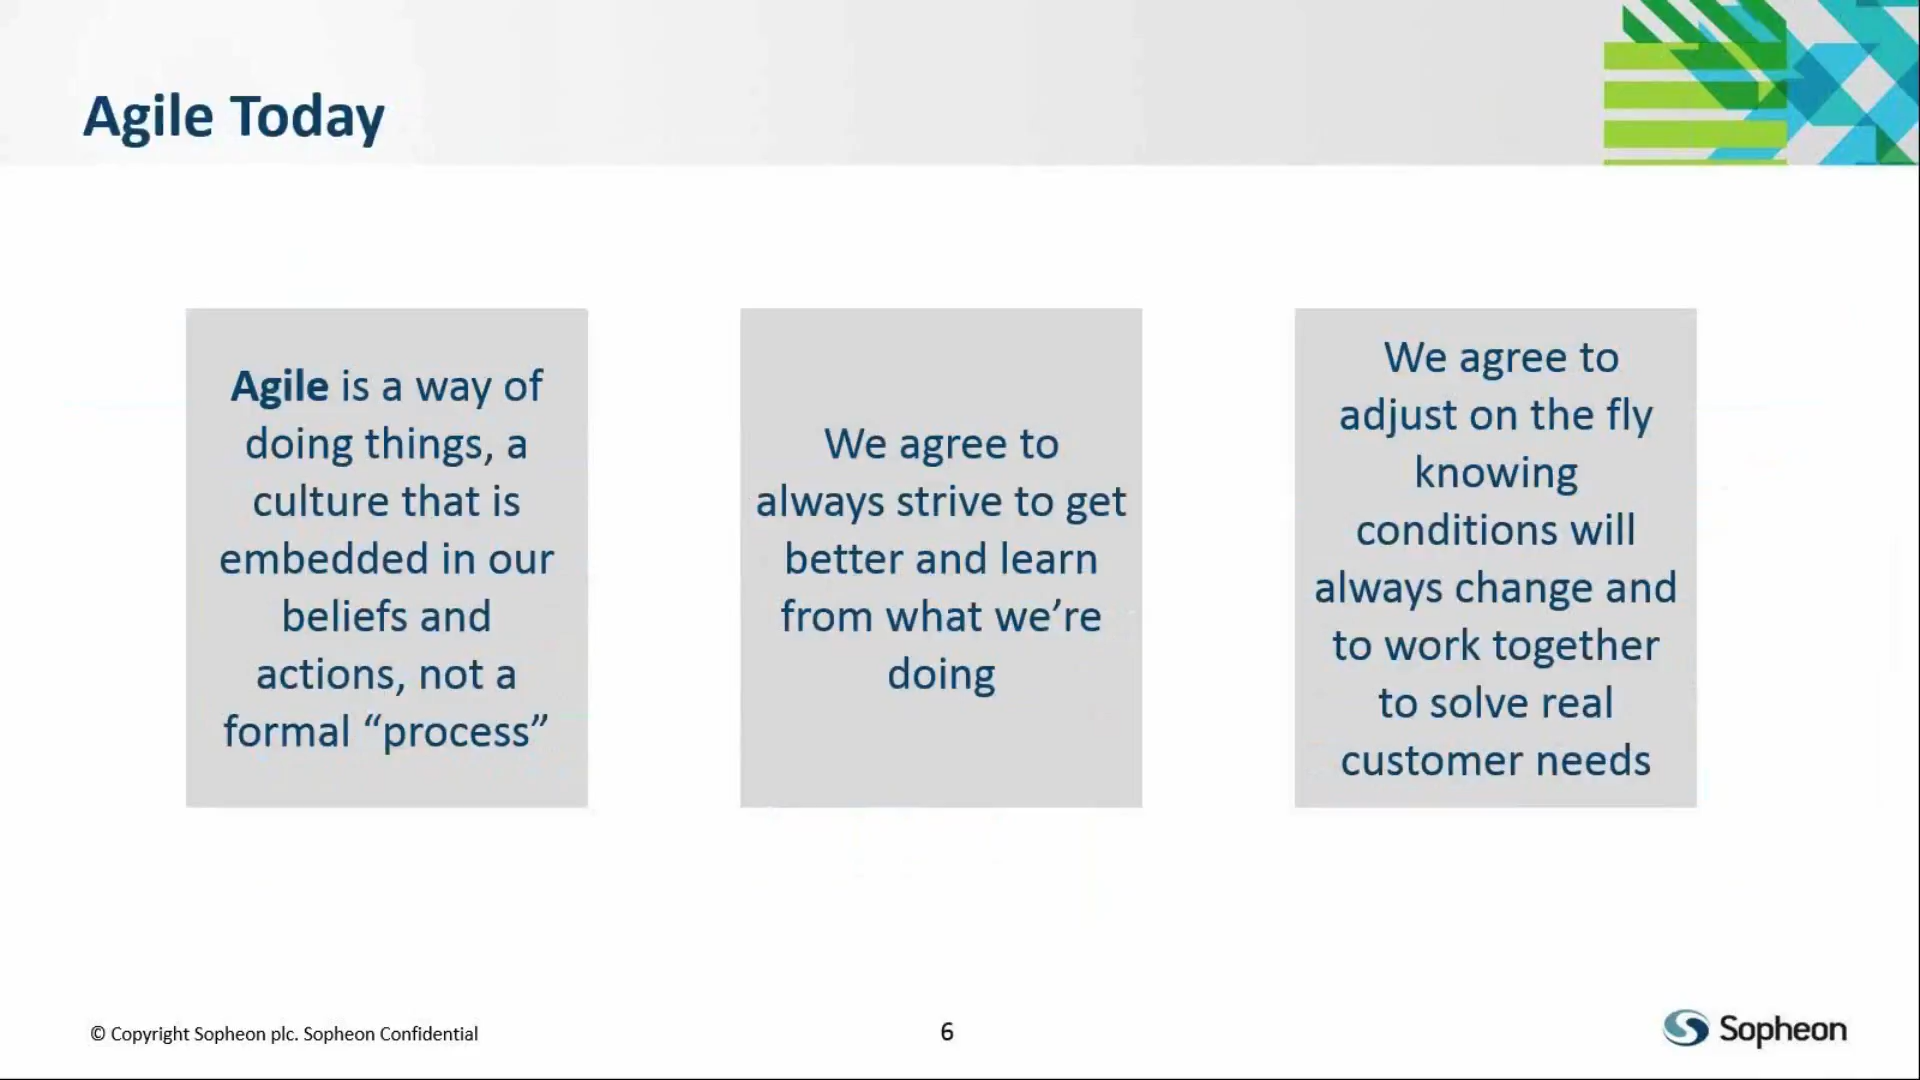 Agile Today
Agile is a way of
doing things, a
culture that is
embedded in our
beliefs and
actions, not a
formal “process”
We agree to
always strive to get
better and learn
from what we’re
doing
We agree to
adjust on the fly
knowing
conditions will
always change and
to work together
to solve real
customer needs
© Copyright Sopheon plc. Sopheon Confidential
6
Sopheon